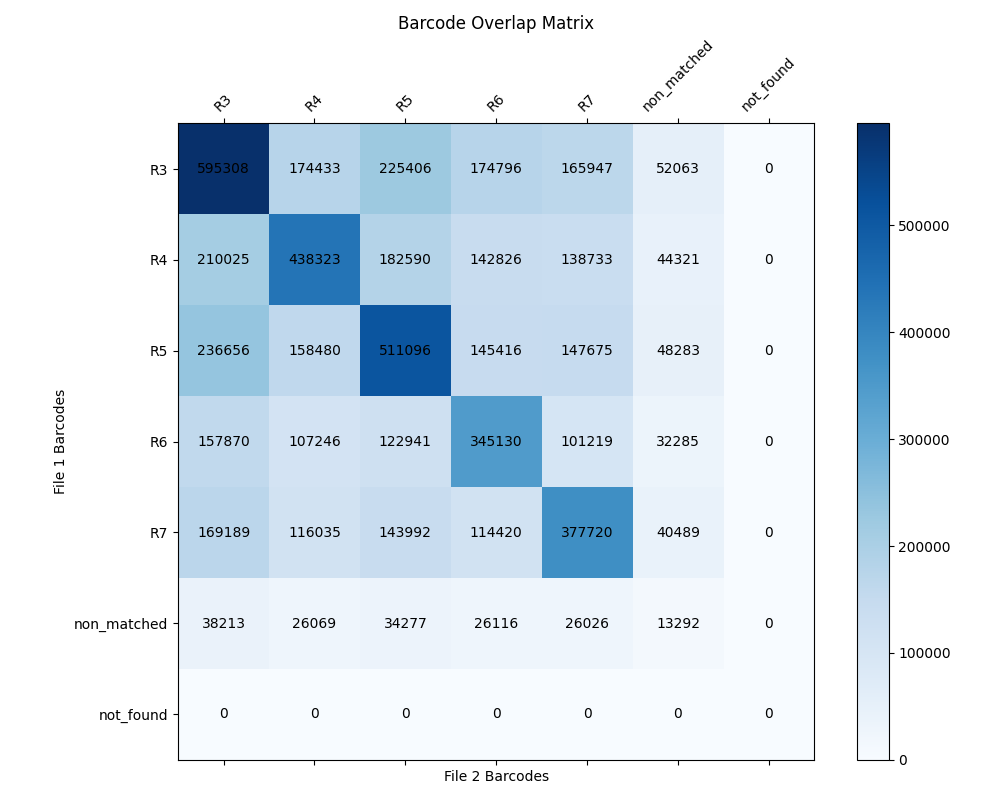 Barcode Overlap Matrix
R3 R4 R5 R6 R7 non_matched not_found
R3 595308 174433 225406 174796 165947 52063 0
R4 210025 438323 182590 142826 138733 44321 0
R5 236656 158480 511096 145416 147675 48283 0
R6 157870 107246 122941 345130 101219 32285 0
R7 169189 116035 143992 114420 377720 40489 0
non_matched 38213 26069 34277 26116 26026 13292 0
not_found 0 0 0 0 0 0 0
File 1 Barcodes
File 2 Barcodes
500000
400000
300000
200000
100000
0